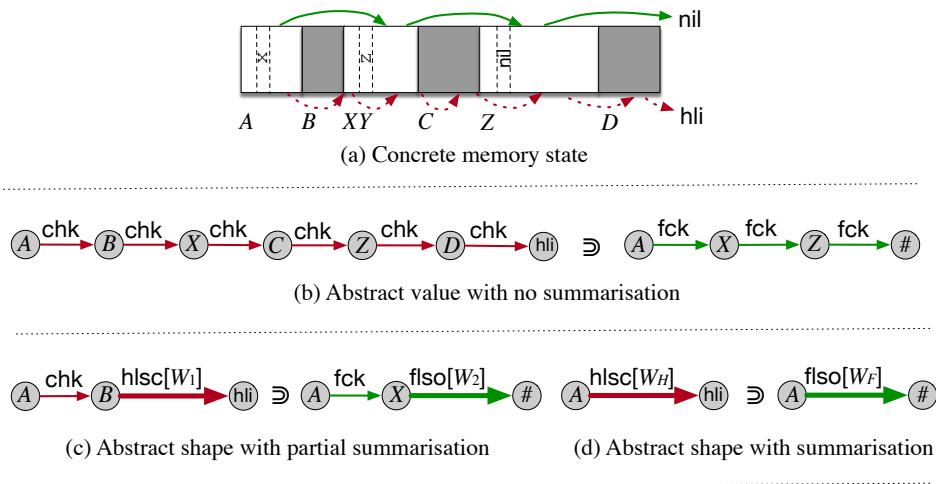 nil
X Z nil
A B XY C Z D hli
(a) Concrete memory state
chk chk chk chk chk chk fck fck fck
A B X C Z D hli ⋑ A X Z #
(b) Abstract value with no summarisation
chk hlsc[W1] fck flso[W2] hlsc[WH] flso[WF]
A B hli ⋑ A X # A hli ⋑ A #
(c) Abstract shape with partial summarisation (d) Abstract shape with summarisation